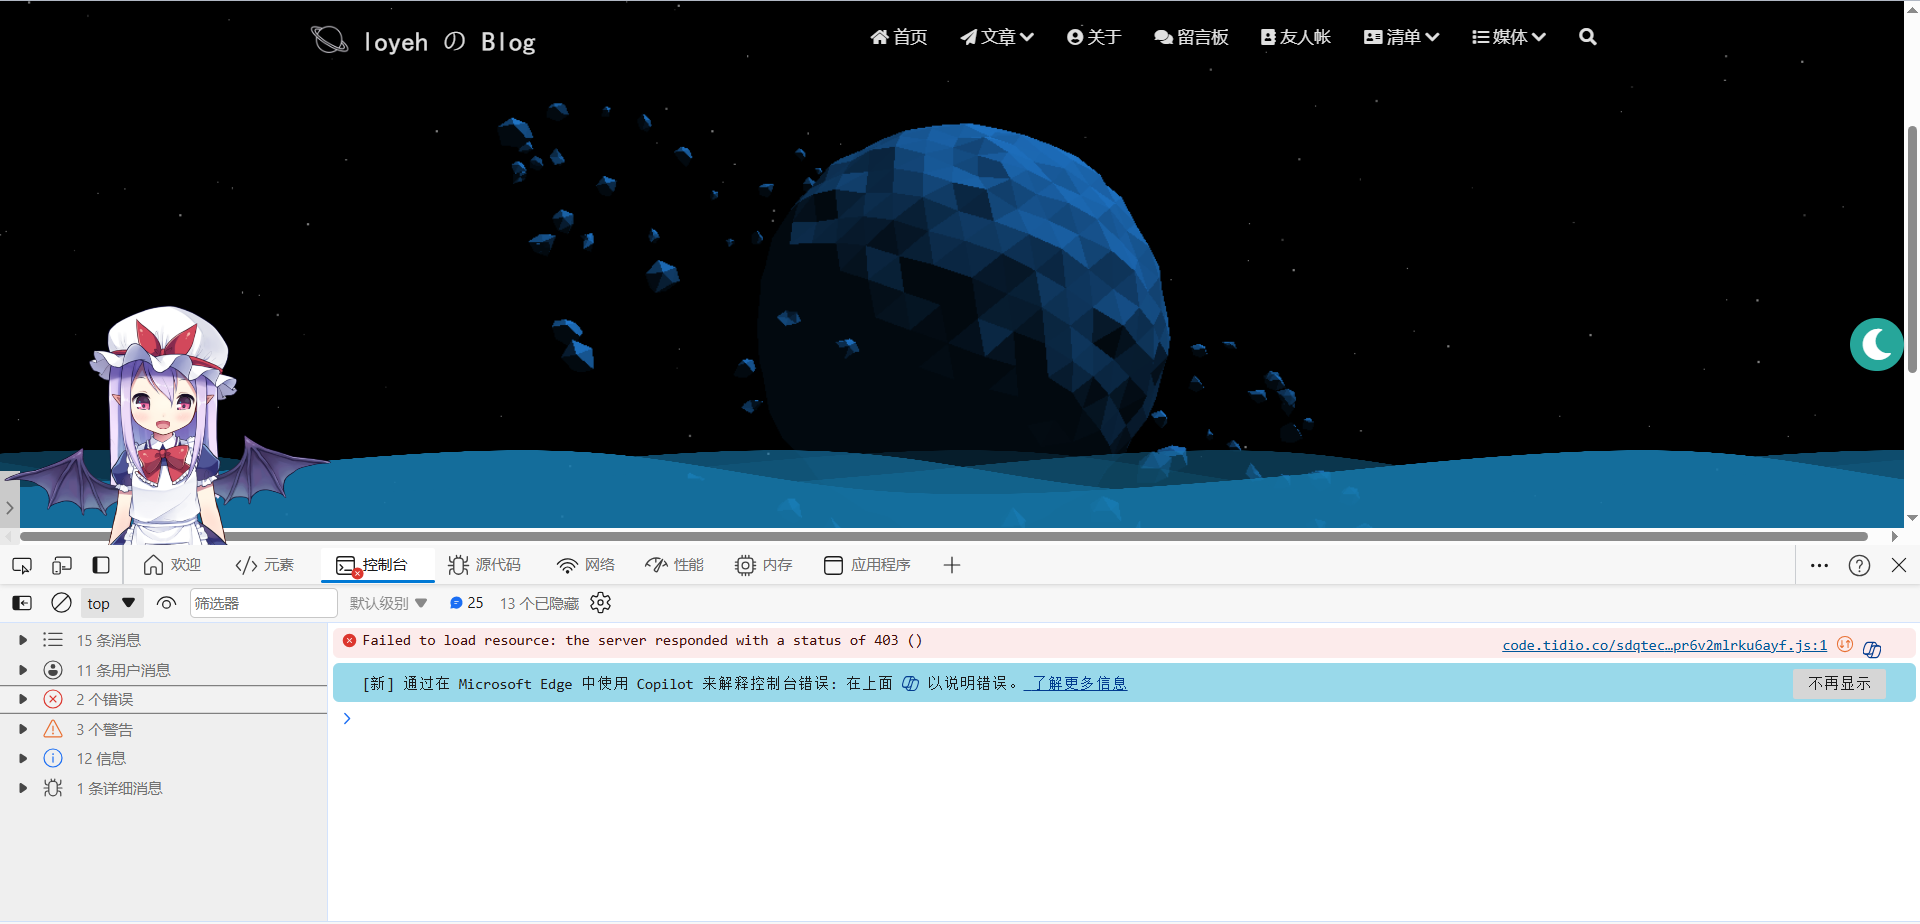 loyeh の Blog
首页
文章
关于
留言板
友人帐
清单
媒体
欢迎
元素
控制台
源代码
网络
性能
内存
应用程序
top
筛选器
默认级别
25
13 个已隐藏
15 条消息
11 条用户消息
2 个错误
3 个警告
12 信息
1 条详细消息
Failed to load resource: the server responded with a status of 403 ()
code.tidio.co/sdqtec…pr6v2mlrku6ayf.js:1
[新] 通过在 Microsoft Edge 中使用 Copilot 来解释控制台错误: 在上面 以说明错误。 了解更多信息
不再显示